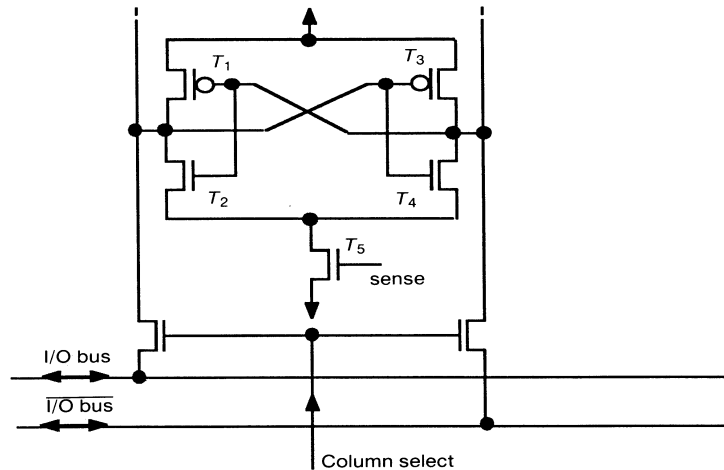 T1
T3
T2
T4
T5
sense
I/O bus
I/O bus
Column select